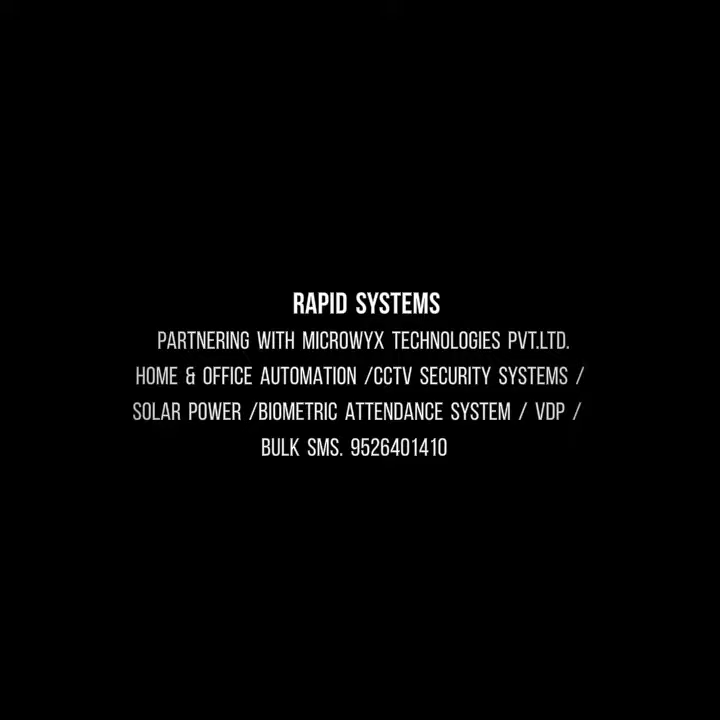 RAPID SYSTEMS
PARTNERING WITH MICROWYX TECHNOLOGIES PVT.LTD.
HOME & OFFICE AUTOMATION /CCTV SECURITY SYSTEMS /
SOLAR POWER /BIOMETRIC ATTENDANCE SYSTEM / VDP /
BULK SMS. 9526401410